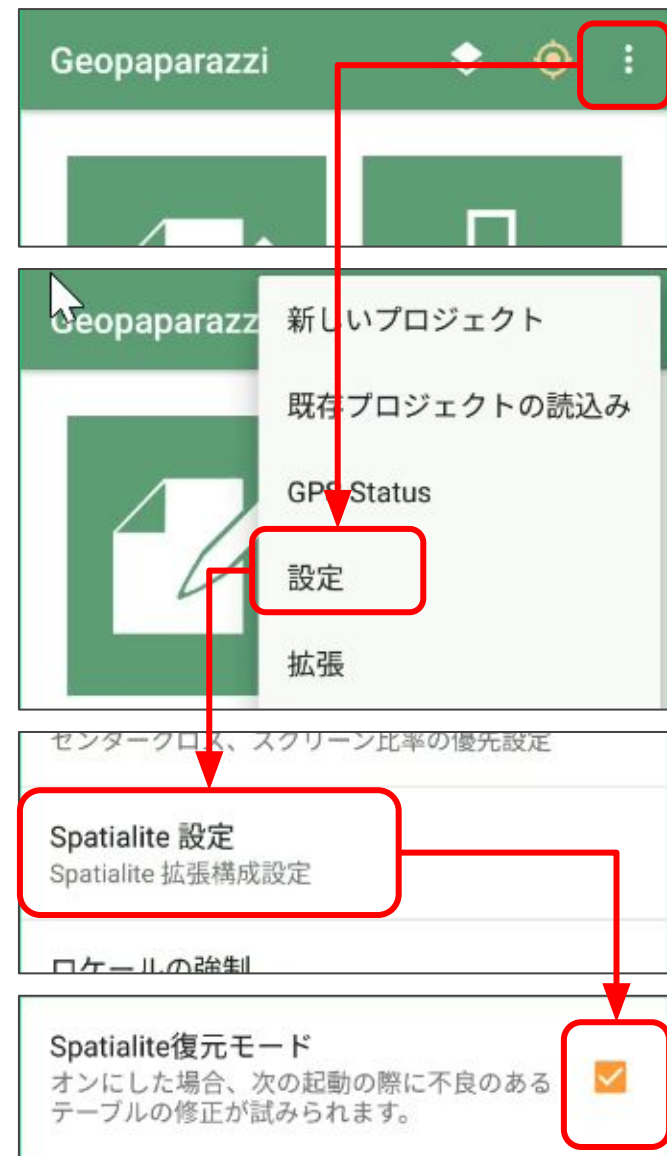 Geopaparazzi
Geopaparazz
新しいプロジェクト
既存プロジェクトの読込み
GPS Status
設定
拡張
センタークロス、スクリーン比率の優先設定
Spatialite 設定
Spatialite 拡張構成設定
ロケールの強制
Spatialite復元モード
オンにした場合、次の起動の際に不良のある
テーブルの修正が試みられます。